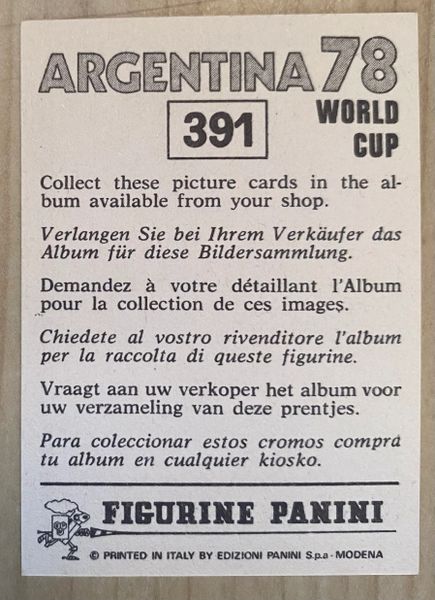 ARGENTINA 78
391
WORLD
CUP
Collect these picture cards in the al-
bum available from your shop.
Verlangen Sie bei Ihrem Verkäufer das
Album für diese Bildersammlung.
Demandez à votre détaillant l'Album
pour la collection de ces images.
Chiedete al vostro rivenditore l'album
per la raccolta di queste figurine.
Vraagt aan uw verkoper het album voor
uw verzameling van deze prentjes.
Para coleccionar estos cromos comprá
tu album en cualquier kiosko.
FIGURINE PANINI
© PRINTED IN ITALY BY EDIZIONI PANINI S.p.a - MODENA